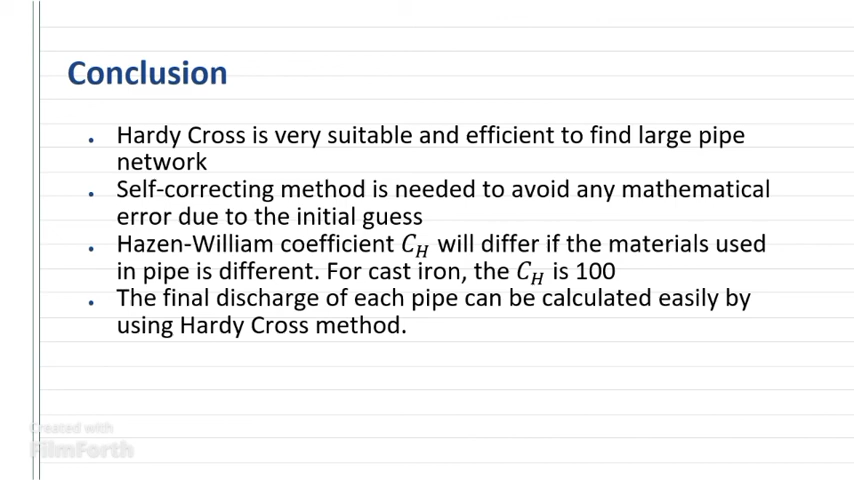 Conclusion
• Hardy Cross is very suitable and efficient to find large pipe
network
• Self-correcting method is needed to avoid any mathematical
error due to the initial guess
• Hazen-William coefficient C_H will differ if the materials used
in pipe is different. For cast iron, the C_H is 100
• The final discharge of each pipe can be calculated easily by
using Hardy Cross method.
Created with
FilmForth